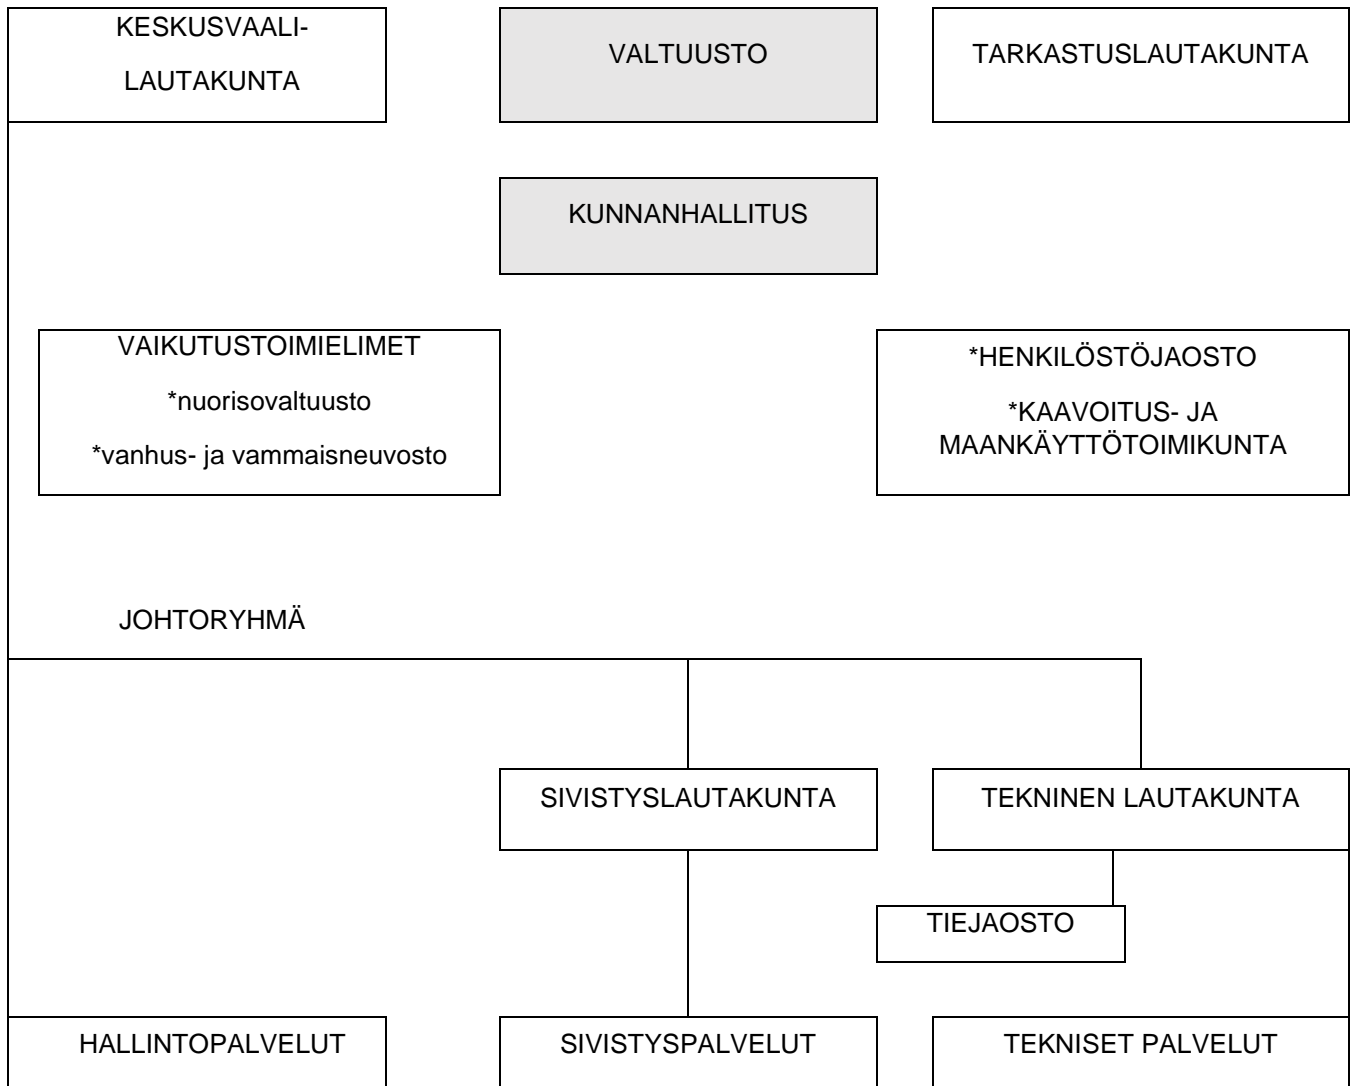 KESKUSVAALI-
LAUTAKUNTA
VALTUUSTO
TARKASTUSLAUTAKUNTA
KUNNANHALLITUS
VAIKUTUSTOIMIELIMET
*nuorisovaltuusto
*vanhus- ja vammaisneuvosto
*HENKILÖSTÖJAOSTO
*KAAVOITUS- JA
MAANKÄYTTÖTOIMIKUNTA
JOHTORYHMÄ
SIVISTYSLAUTAKUNTA
TEKNINEN LAUTAKUNTA
TIEJAOSTO
HALLINTOPALVELUT
SIVISTYSPALVELUT
TEKNISET PALVELUT